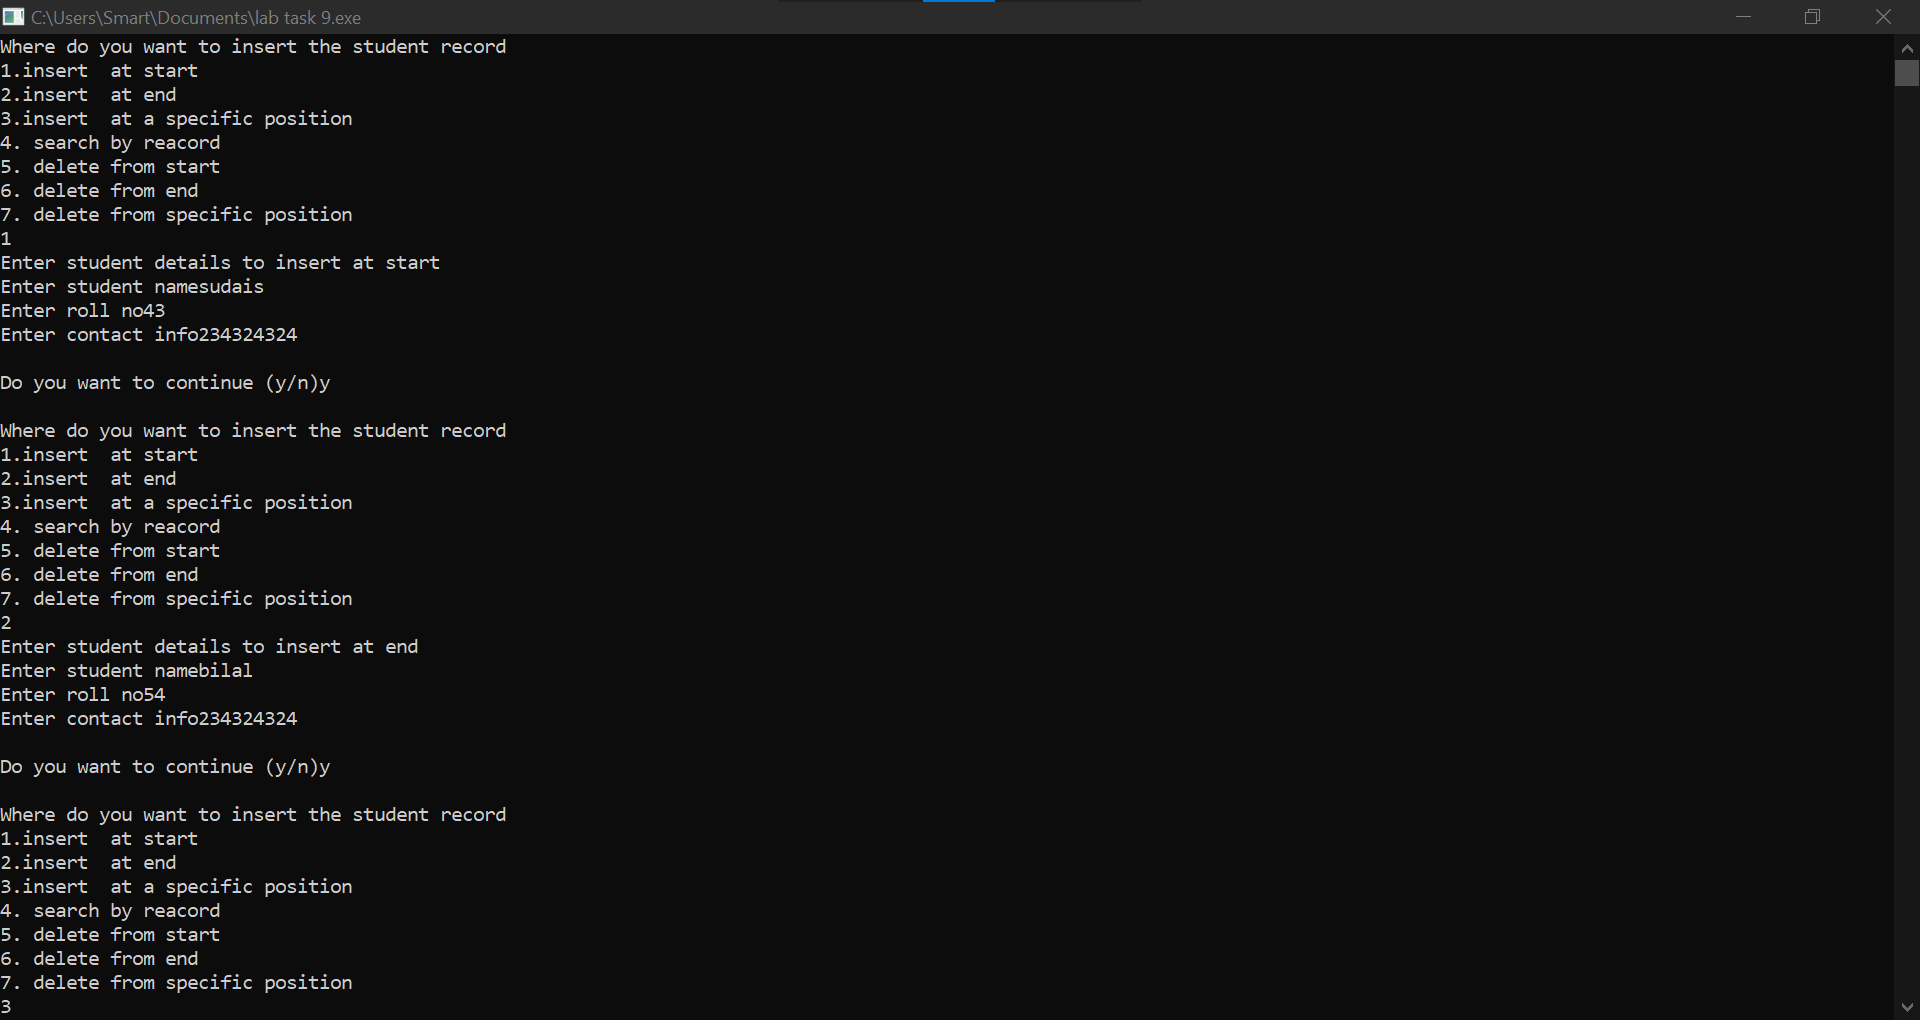 C:\Users\Smart\Documents\lab task 9.exe
Where do you want to insert the student record
1.insert  at start
2.insert  at end
3.insert  at a specific position
4. search by reacord
5. delete from start
6. delete from end
7. delete from specific position
1
Enter student details to insert at start
Enter student namesudais
Enter roll no43
Enter contact info234324324
Do you want to continue (y/n)y
Where do you want to insert the student record
1.insert  at start
2.insert  at end
3.insert  at a specific position
4. search by reacord
5. delete from start
6. delete from end
7. delete from specific position
2
Enter student details to insert at end
Enter student namebilal
Enter roll no54
Enter contact info234324324
Do you want to continue (y/n)y
Where do you want to insert the student record
1.insert  at start
2.insert  at end
3.insert  at a specific position
4. search by reacord
5. delete from start
6. delete from end
7. delete from specific position
3